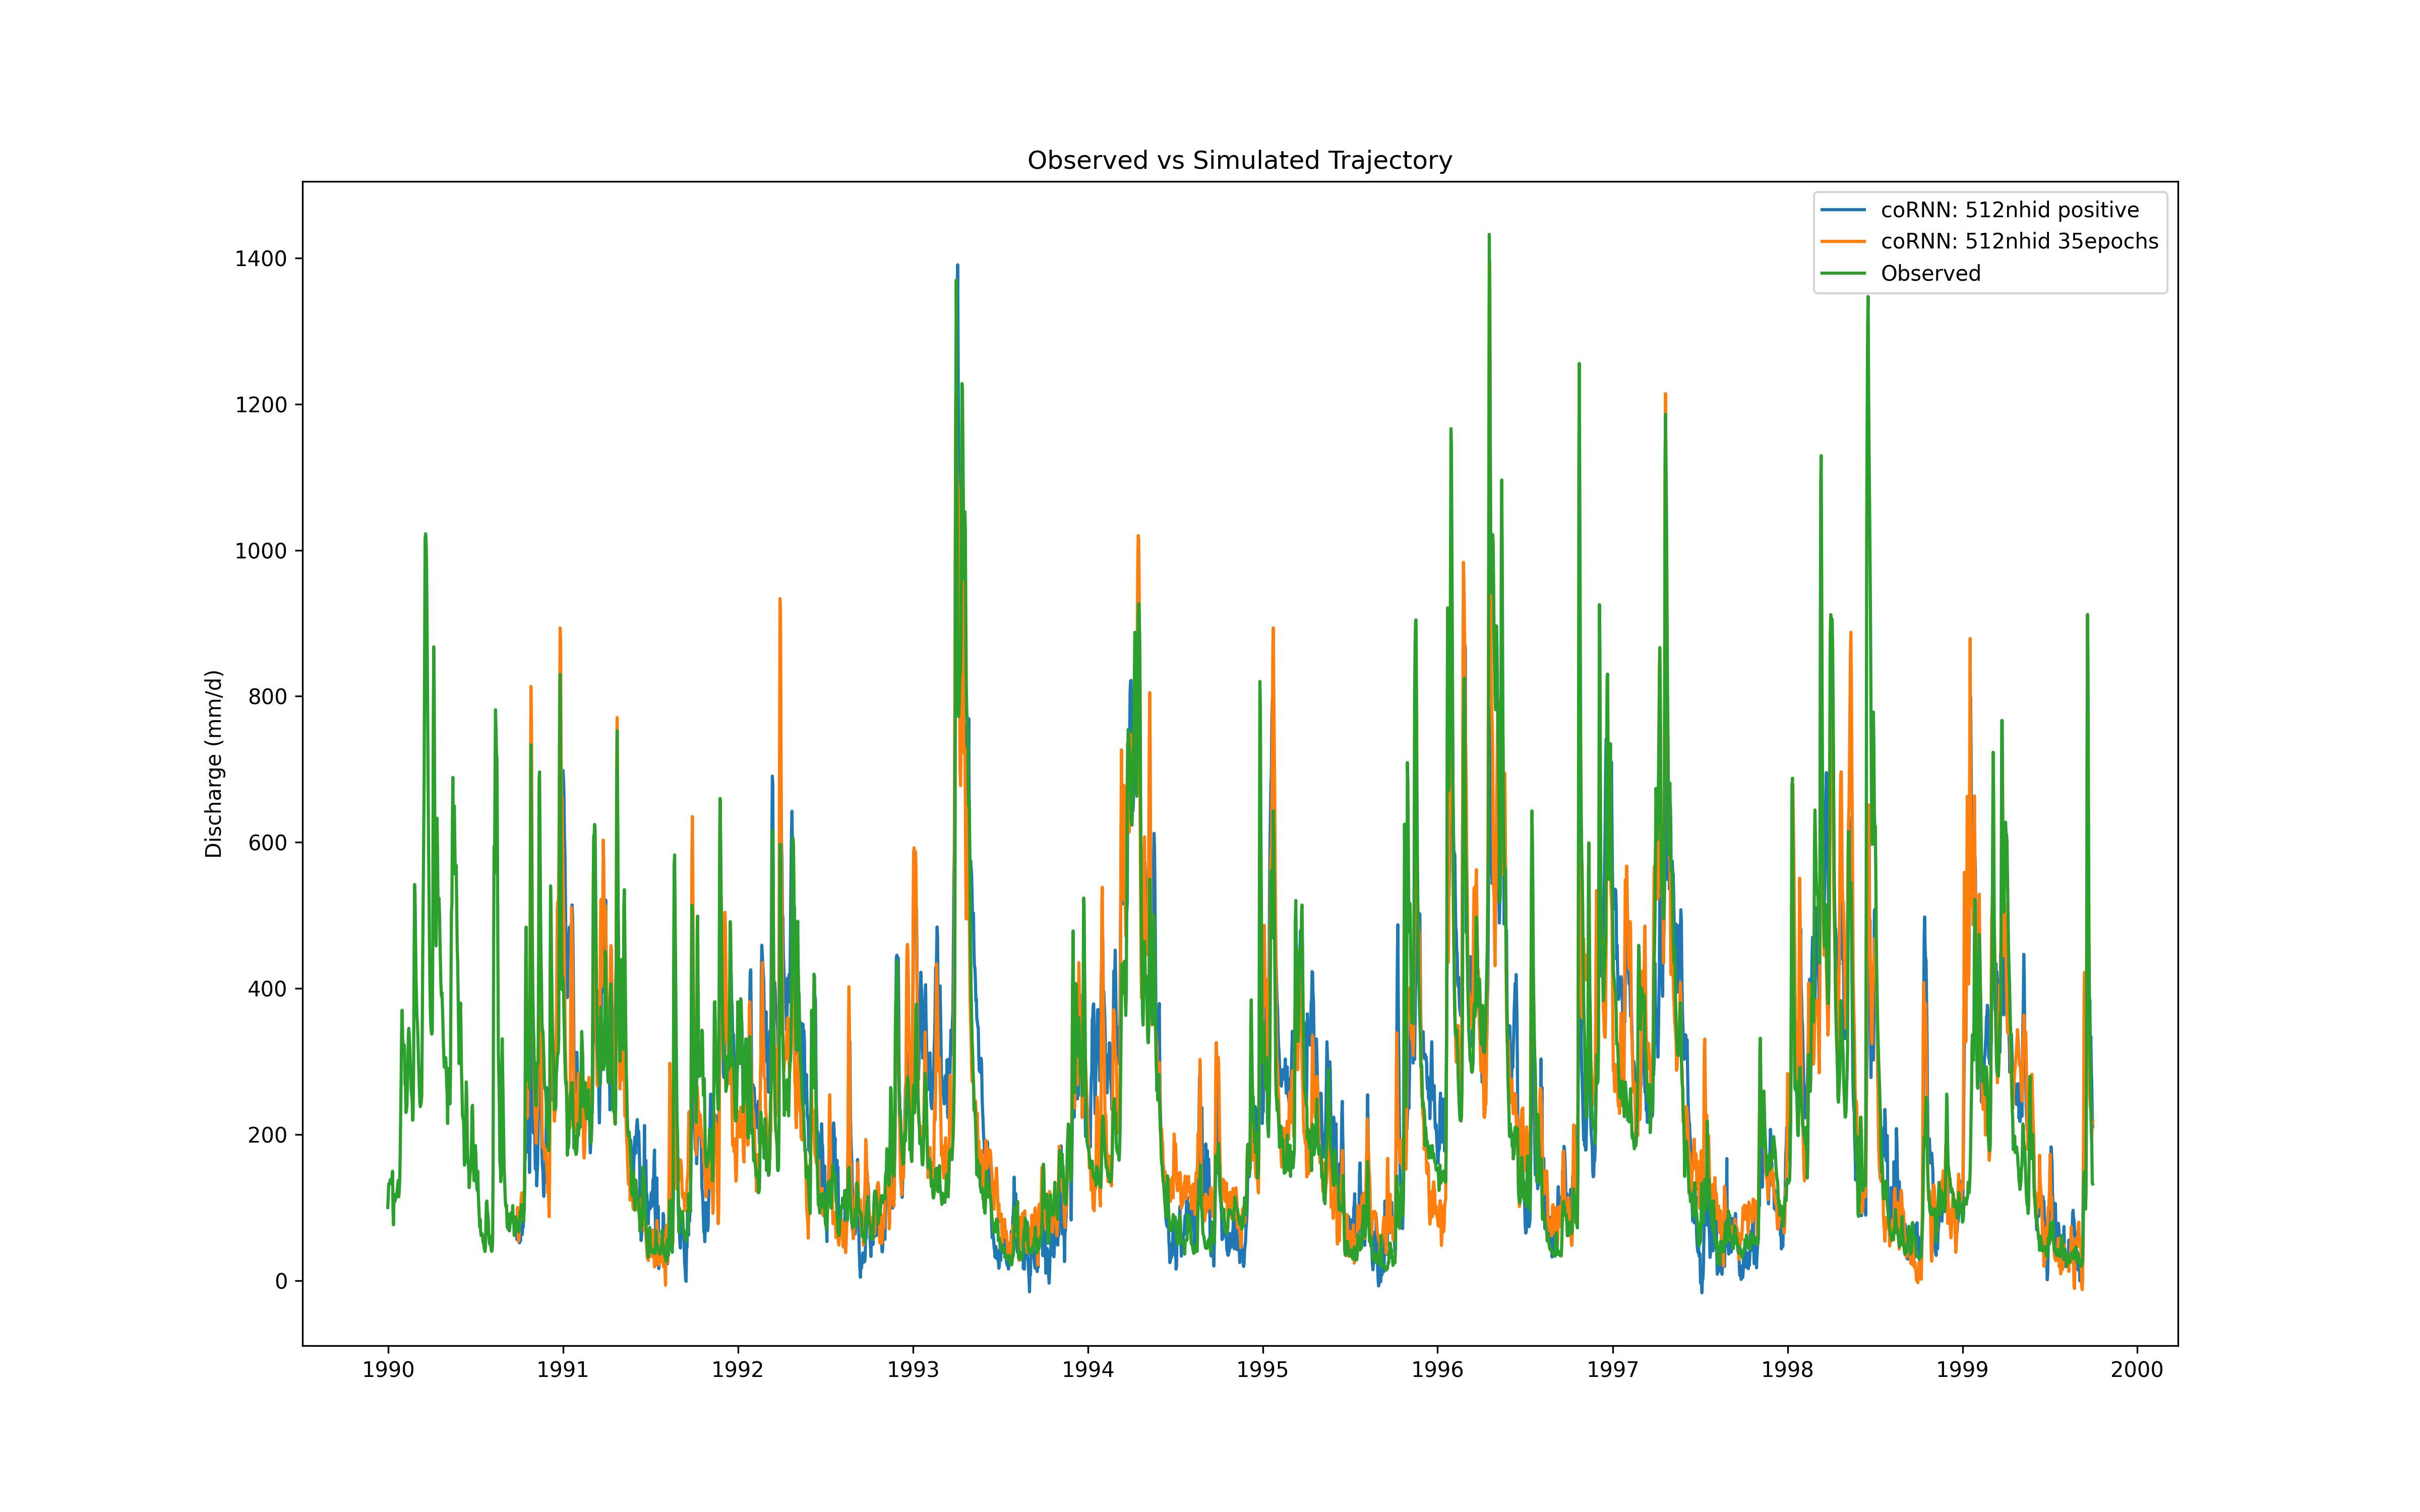 Observed vs Simulated Trajectory
coRNN: 512nhid positive
coRNN: 512nhid 35epochs
Observed
1400
1200
1000
800
600
400
200
0
Discharge (mm/d)
1990 1991 1992 1993 1994 1995 1996 1997 1998 1999 2000